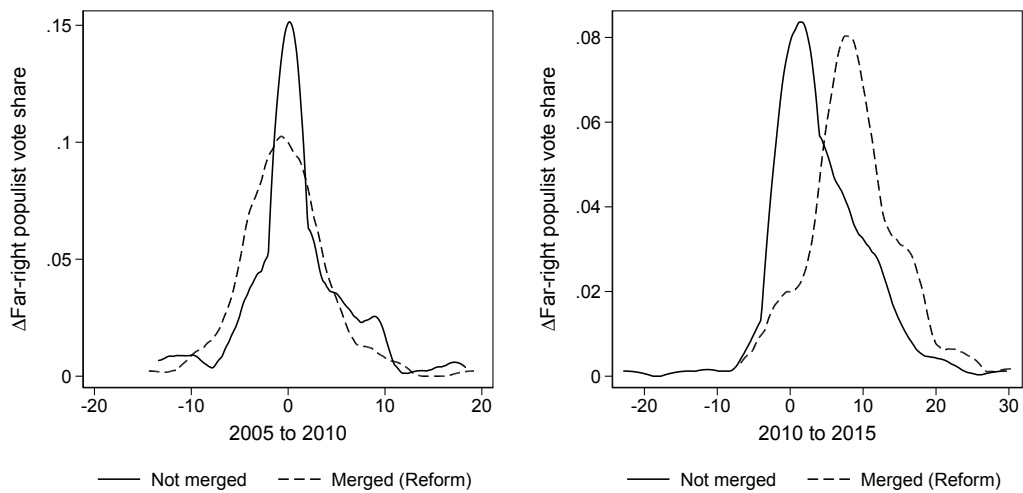 ΔFar-right populist vote share
.15
.1
.05
0
-20 -10 0 10 20
2005 to 2010
Not merged Merged (Reform)
ΔFar-right populist vote share
.08
.06
.04
.02
0
-20 -10 0 10 20 30
2010 to 2015
Not merged Merged (Reform)